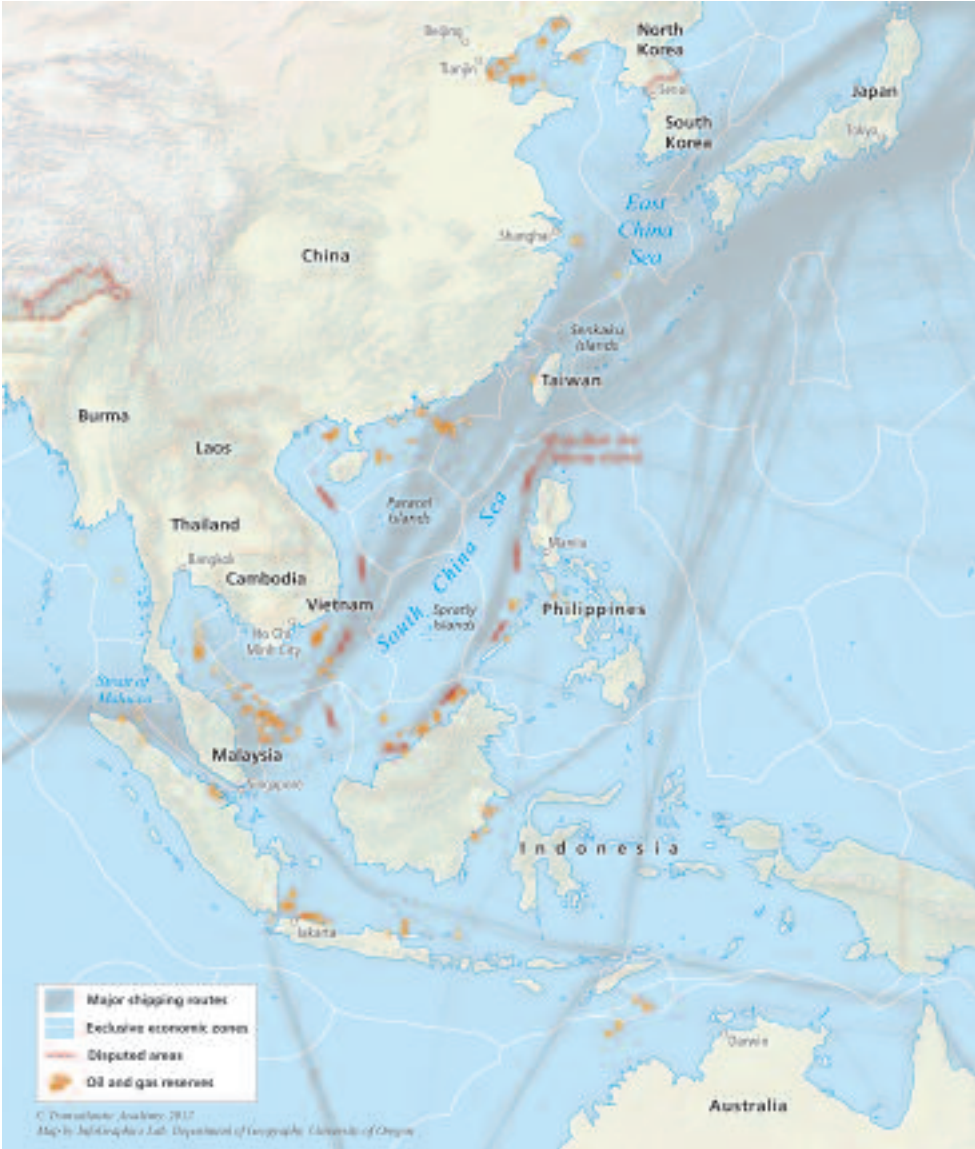 Beijing
Tianjin
North
Korea
Seoul
South
Korea
Japan
Tokyo
East
China
Sea
Shanghai
China
Senkaku
Islands
Taiwan
Burma
Laos
Paracel
Islands
South China Sea
Thailand
Bangkok
Cambodia
Vietnam
Ho Chi
Minh City
Spratly
Islands
Manila
Philippines
Strait of
Malacca
Malaysia
Singapore
Indonesia
Jakarta
Major shipping routes
Exclusive economic zones
Disputed areas
Oil and gas reserves
Darwin
Australia
© Transatlantic Academy 2012
Map by InfoGraphics Lab, Department of Geography, University of Oregon